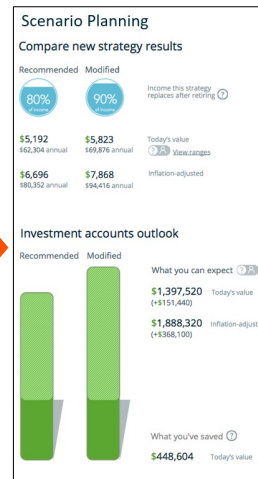 Scenario Planning
Compare new strategy results
Recommended Modified
80% of income 90% of income Income this strategy
replaces after retiring ?
$5,192 $5,823 Today's value
$62,304 annual $69,876 annual ? View ranges
$6,696 $7,868 Inflation-adjusted
$80,352 annual $94,416 annual
Investment accounts outlook
Recommended Modified
What you can expect ?
$1,397,520 Today's value
(+$151,440)
$1,888,320 Inflation-adjust
(+$368,100)
What you've saved ?
$448,604 Today's value